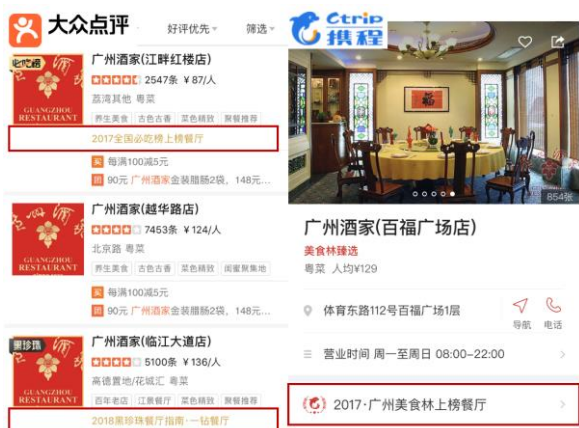 大众点评
好评优先
筛选
必吃榜
GUANGZHOU
RESTAURANT
广州酒家(江畔红楼店)
2547条 ¥87/人
荔湾其他 粤菜
养生美食 古色古香 菜色精致 聚餐推荐
2017全国必吃榜上榜餐厅
买 每满100减5元
团 90元 广州酒家金装腊肠2袋，148元...
GUANGZHOU
RESTAURANT
广州酒家(越华路店)
7453条 ¥124/人
北京路 粤菜
养生美食 古色古香 菜色精致 闺蜜聚集地
买 每满100减5元
团 90元 广州酒家金装腊肠2袋，148元...
黑珍珠
GUANGZHOU
RESTAURANT
广州酒家(临江大道店)
5100条 ¥136/人
高德置地/花城汇 粤菜
百年老店 江景餐厅 菜色精致 聚餐推荐
2018黑珍珠餐厅指南·一钻餐厅
Ctrip
携程
854张
广州酒家(百福广场店)
美食林臻选
粤菜 人均¥129
体育东路112号百福广场1层
导航
电话
营业时间 周一至周日 08:00-22:00
2017·广州美食林上榜餐厅